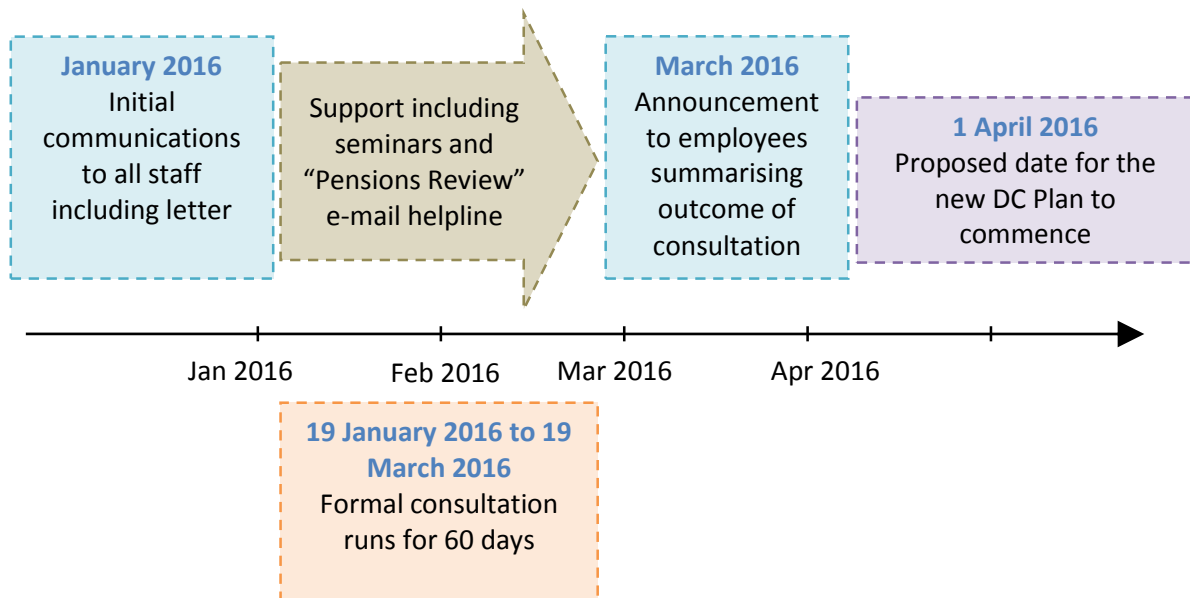 January 2016
Initial
communications
to all staff
including letter
Support including
seminars and
“Pensions Review”
e-mail helpline
March 2016
Announcement
to employees
summarising
outcome of
consultation
1 April 2016
Proposed date for the
new DC Plan to
commence
Jan 2016
Feb 2016
Mar 2016
Apr 2016
19 January 2016 to 19
March 2016
Formal consultation
runs for 60 days